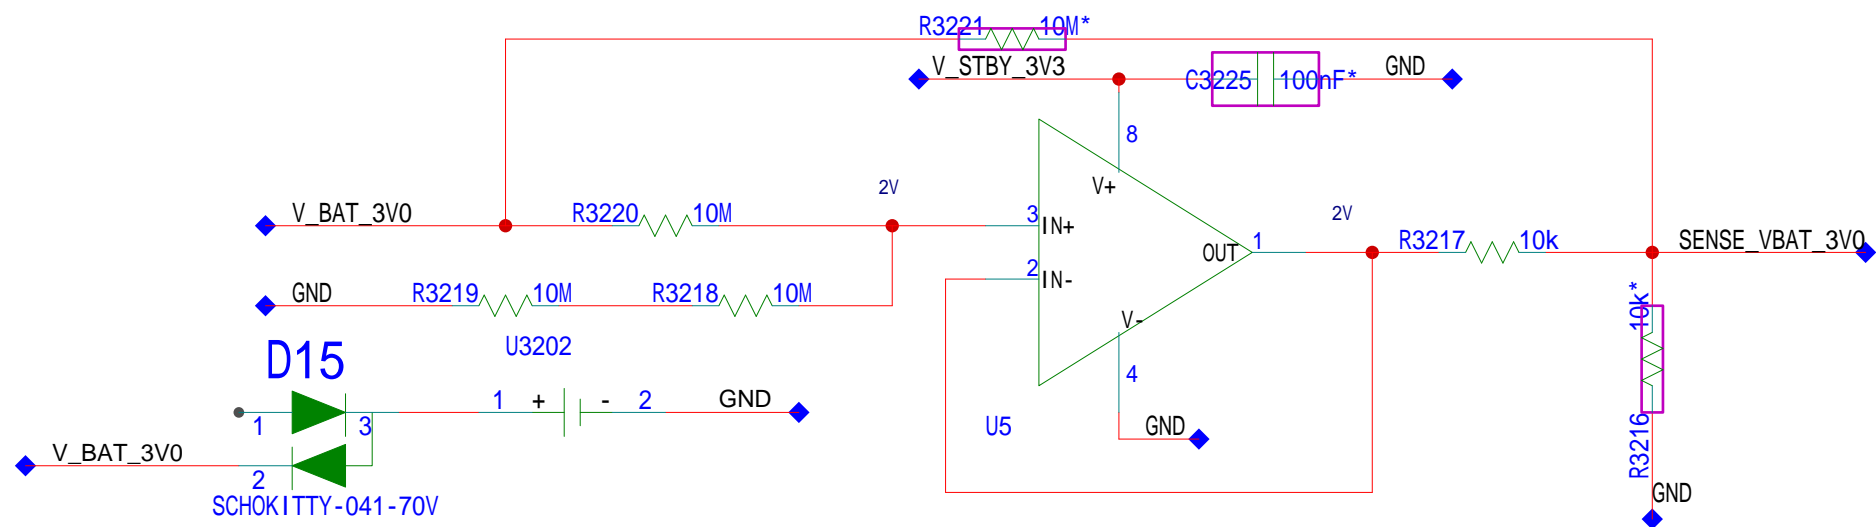 R3221 10M*
V_STBY_3V3 C3225 100nF* GND
8
V+
2V
V_BAT_3V0 R3220 10M
3 IN+
2V
1
OUT
R3217 10k
SENSE_VBAT_3V0
2 IN-
GND R3219 10M R3218 10M
10k*
V-
U3202
D15
4
1 + - 2 GND
1 3
U5
GND
R3216
V_BAT_3V0
2
SCHOKITTY-041-70V
GND